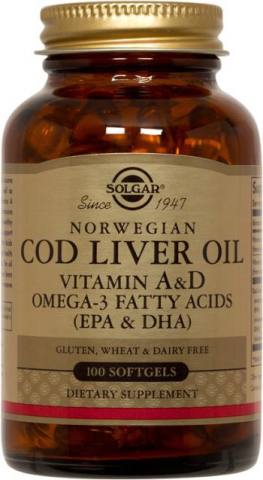 SOLGAR®
Since 1947
NORWEGIAN
COD LIVER OIL
VITAMIN A&D
OMEGA-3 FATTY ACIDS
(EPA & DHA)
GLUTEN, WHEAT & DAIRY FREE
100 SOFTGELS
DIETARY SUPPLEMENT